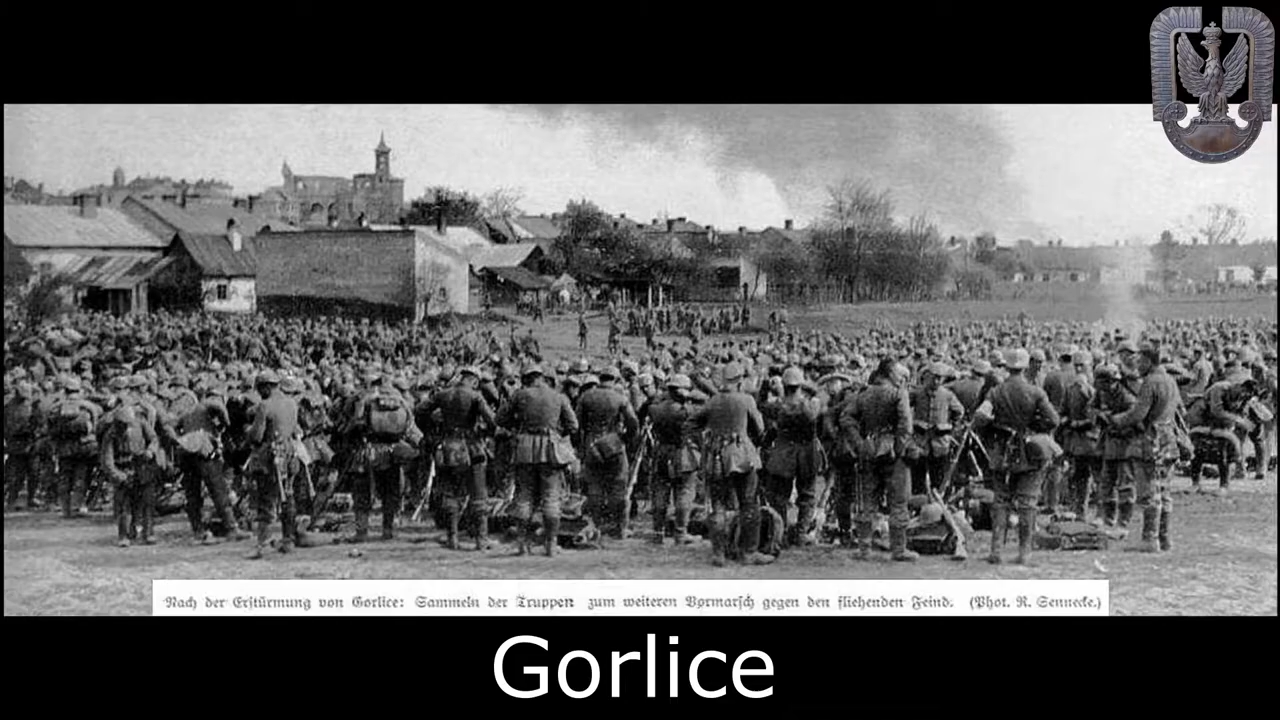 Nach der Erstürmung von Gorlice: Sammeln der Truppen zum weiteren Vormarsch gegen den fliehenden Feind. (Phot. R. Sennecke.)
Gorlice